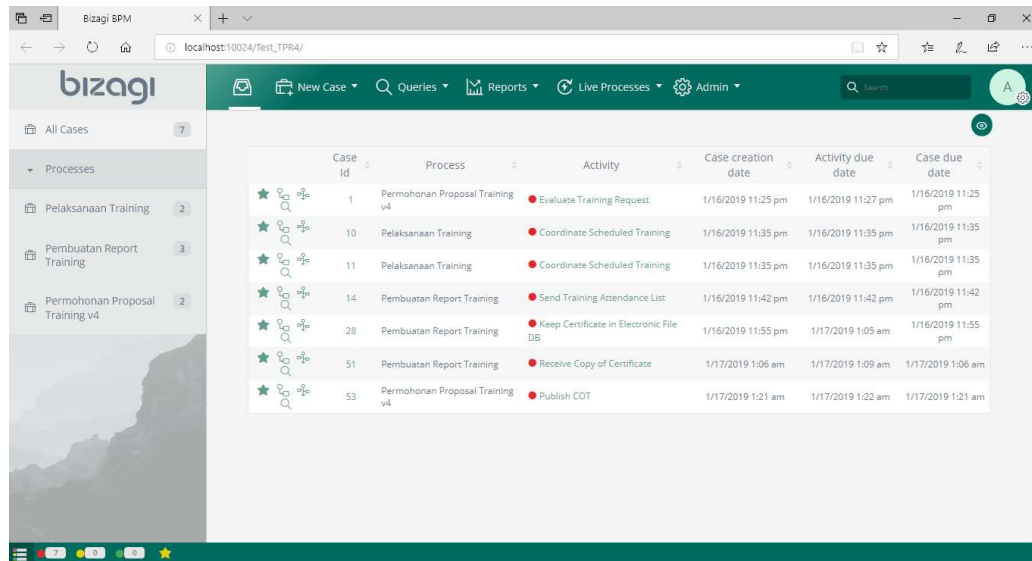 Bizagi BPM
localhost:10024/Test_TPR4/
bizagi
New Case
Queries
Reports
Live Processes
Admin
Search
A
All Cases 7
Processes
Pelaksanaan Training 2
Pembuatan Report 3
Training
Permohonan Proposal 2
Training v4
Case Id Process Activity Case creation date Activity due date Case due date
1 Permohonan Proposal Training v4 Evaluate Training Request 1/16/2019 11:25 pm 1/16/2019 11:27 pm 1/16/2019 11:25 pm
10 Pelaksanaan Training Coordinate Scheduled Training 1/16/2019 11:35 pm 1/16/2019 11:35 pm 1/16/2019 11:35 pm
11 Pelaksanaan Training Coordinate Scheduled Training 1/16/2019 11:35 pm 1/16/2019 11:35 pm 1/16/2019 11:35 pm
14 Pembuatan Report Training Send Training Attendance List 1/16/2019 11:42 pm 1/16/2019 11:42 pm 1/16/2019 11:42 pm
28 Pembuatan Report Training Keep Certificate in Electronic File DB 1/16/2019 11:55 pm 1/17/2019 1:05 am 1/16/2019 11:55 pm
51 Pembuatan Report Training Receive Copy of Certificate 1/17/2019 1:06 am 1/17/2019 1:09 am 1/17/2019 1:06 am
53 Permohonan Proposal Training v4 Publish COT 1/17/2019 1:21 am 1/17/2019 1:22 am 1/17/2019 1:21 am
7 0 0